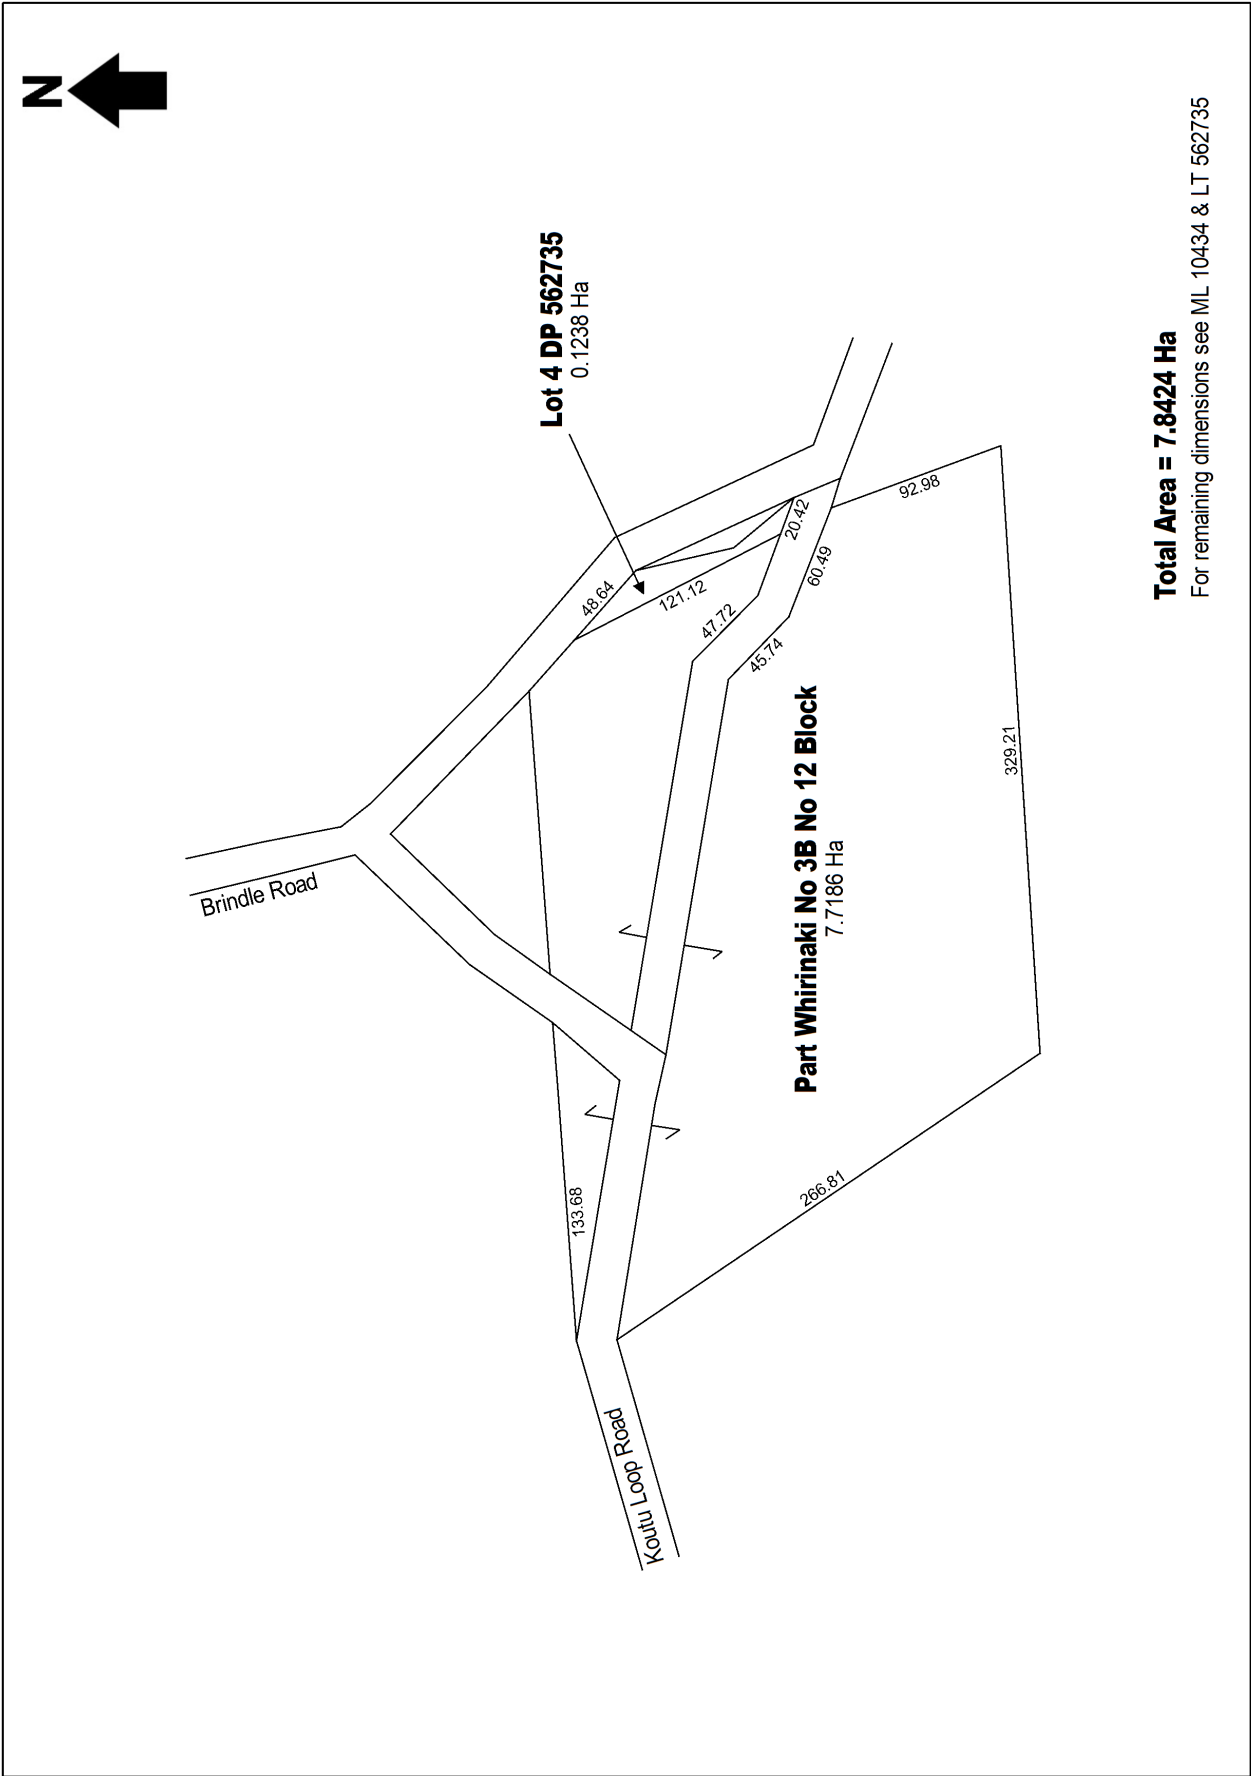 N
Lot 4 DP 562735
0.1238 Ha
Brindle Road
48.64
121.12
20.42
47.72
60.49
45.74
92.98
133.68
Part Whirinaki No 3B No 12 Block
7.7186 Ha
329.21
266.81
Koutu Loop Road
Total Area = 7.8424 Ha
For remaining dimensions see ML 10434 & LT 562735